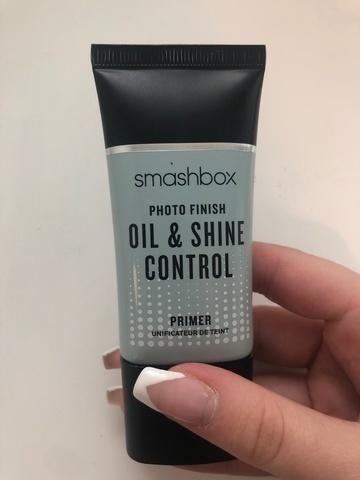 smashbox
PHOTO FINISH
OIL & SHINE
CONTROL
PRIMER
UNIFICATEUR DE TEINT